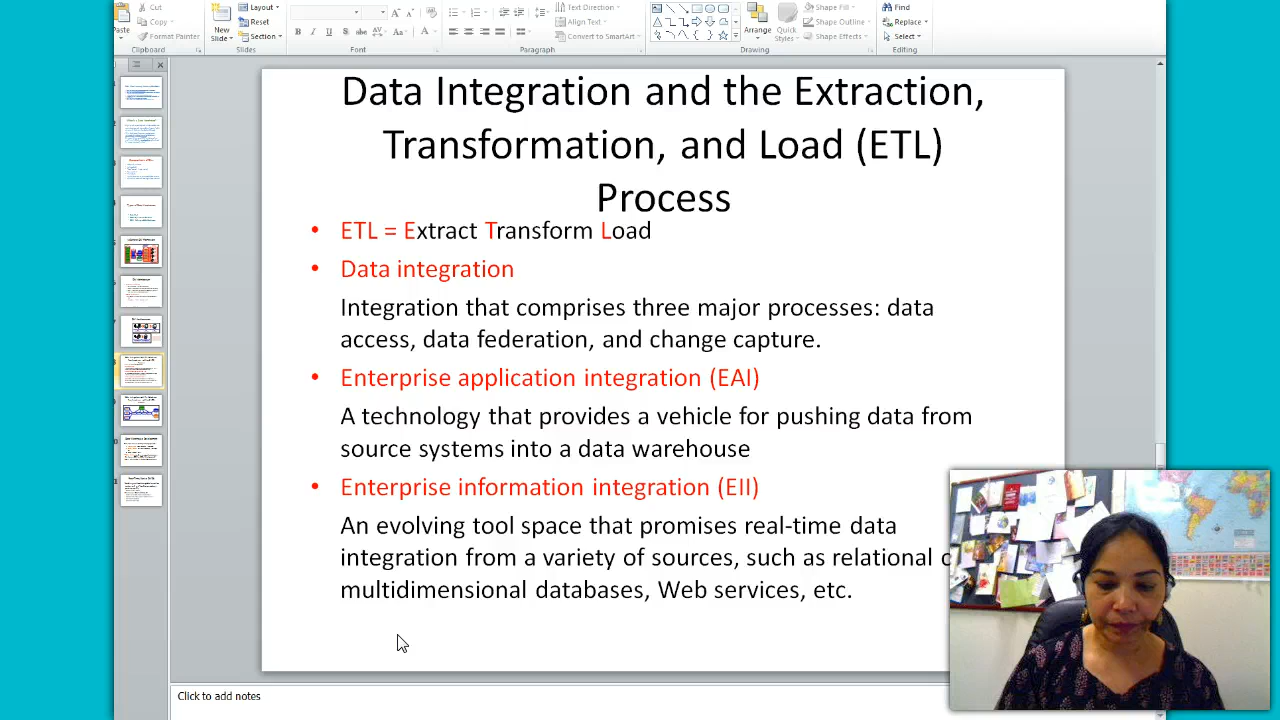 Cut
Copy
Paste
Format Painter
Clipboard
New
Slide
Layout
Reset
Section
Slides
B I U S abc AV Aa A
Font
Text Direction
Align Text
Convert to SmartArt
Paragraph
Arrange
Quick
Styles
Shape Fill
Shape Outline
Shape Effects
Drawing
Find
Replace
Select
Editing
Data Integration and the Extraction,
Transformation, and Load (ETL)
Process
• ETL = Extract Transform Load
• Data integration
Integration that comprises three major processes: data
access, data federation, and change capture.
• Enterprise application integration (EAI)
A technology that provides a vehicle for pushing data from
source systems into a data warehouse
• Enterprise information integration (EII)
An evolving tool space that promises real-time data
integration from a variety of sources, such as relational
multidimensional databases, Web services, etc.
Click to add notes